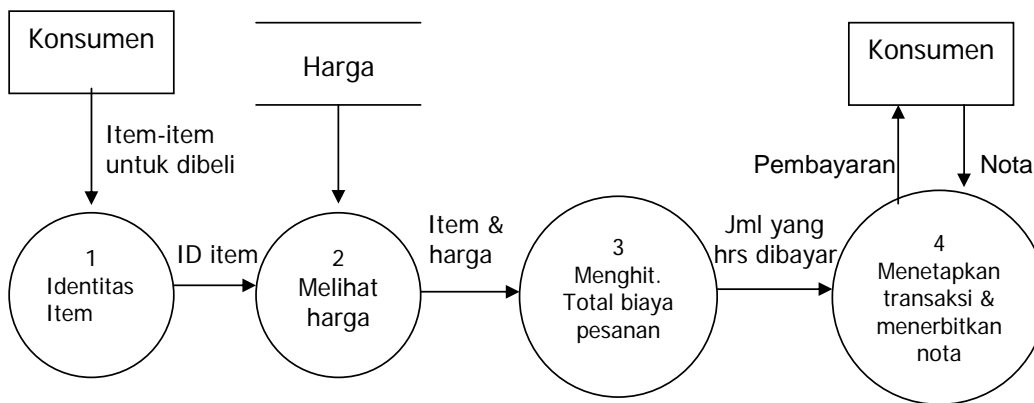 Konsumen
Harga
Konsumen
Item-item
untuk dibeli
Pembayaran
Nota
1
Identitas
Item
ID item
2
Melihat
harga
Item &
harga
3
Menghit.
Total biaya
pesanan
Jml yang
hrs dibayar
4
Menetapkan
transaksi &
menerbitkan
nota